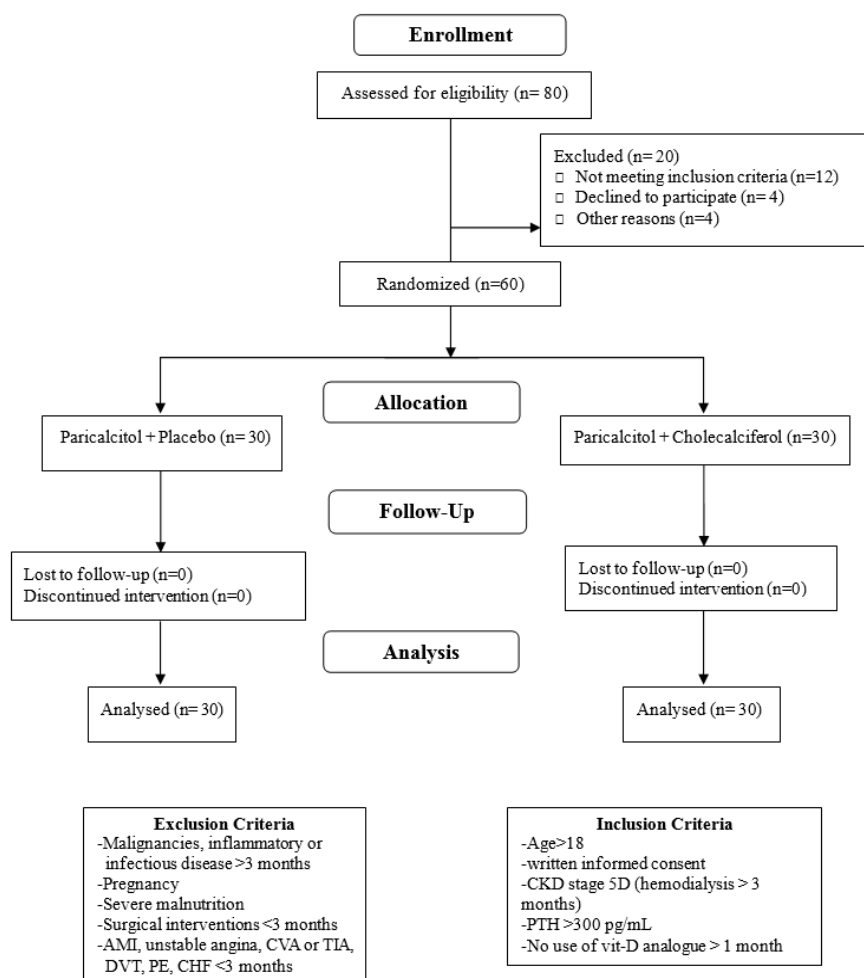 Enrollment
Assessed for eligibility (n= 80)
Excluded (n= 20)
□ Not meeting inclusion criteria (n=12)
□ Declined to participate (n= 4)
□ Other reasons (n=4)
Randomized (n=60)
Allocation
Paricalcitol + Placebo (n= 30)
Paricalcitol + Cholecalciferol (n=30)
Follow-Up
Lost to follow-up (n=0)
Discontinued intervention (n=0)
Lost to follow-up (n=0)
Discontinued intervention (n=0)
Analysis
Analysed (n= 30)
Analysed (n= 30)
Exclusion Criteria
-Malignancies, inflammatory or
infectious disease >3 months
-Pregnancy
-Severe malnutrition
-Surgical interventions <3 months
-AMI, unstable angina, CVA or TIA,
DVT, PE, CHF <3 months
Inclusion Criteria
-Age>18
-written informed consent
-CKD stage 5D (hemodialysis > 3
months)
-PTH >300 pg/mL
-No use of vit-D analogue > 1 month